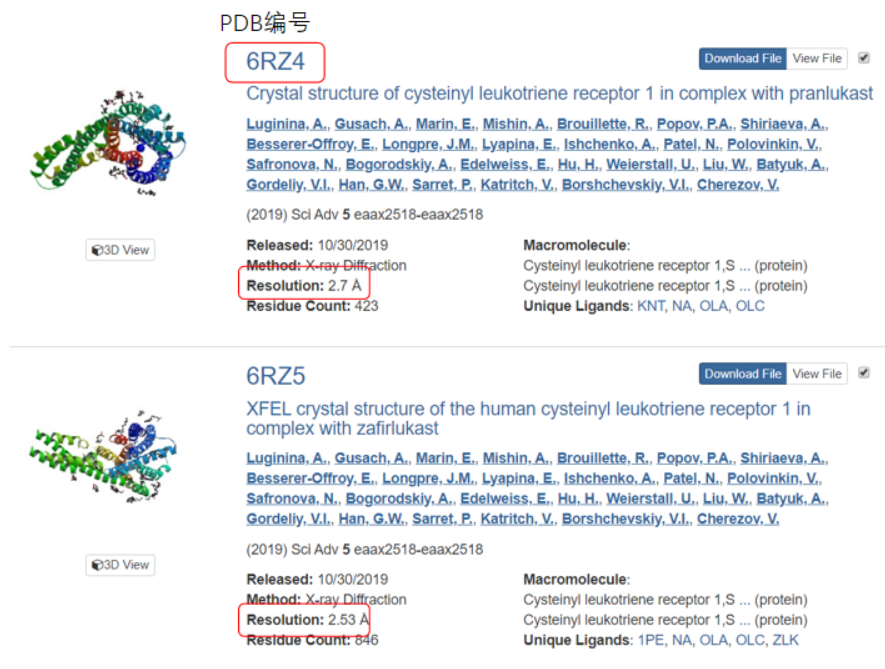 PDB编号
6RZ4
Download File View File
Crystal structure of cysteinyl leukotriene receptor 1 in complex with pranlukast
Luginina, A., Gusach, A., Marin, E., Mishin, A., Brouillette, R., Popov, P.A., Shiriaeva, A.,
Besserer-Offroy, E., Longpre, J.M., Lyapina, E., Ishchenko, A., Patel, N., Polovinkin, V.,
Safronova, N., Bogorodskiy, A., Edelweiss, E., Hu, H., Weierstall, U., Liu, W., Batyuk, A.,
Gordeliy, V.I., Han, G.W., Sarret, P., Katritch, V., Borshchevskiy, V.I., Cherezov, V.
(2019) Sci Adv 5 eaax2518-eaax2518
3D View
Released: 10/30/2019
Method: X-ray Diffraction
Resolution: 2.7 Å
Residue Count: 423
Macromolecule:
Cysteinyl leukotriene receptor 1,S ... (protein)
Cysteinyl leukotriene receptor 1,S ... (protein)
Unique Ligands: KNT, NA, OLA, OLC
6RZ5
Download File View File
XFEL crystal structure of the human cysteinyl leukotriene receptor 1 in
complex with zafirlukast
Luginina, A., Gusach, A., Marin, E., Mishin, A., Brouillette, R., Popov, P.A., Shiriaeva, A.,
Besserer-Offroy, E., Longpre, J.M., Lyapina, E., Ishchenko, A., Patel, N., Polovinkin, V.,
Safronova, N., Bogorodskiy, A., Edelweiss, E., Hu, H., Weierstall, U., Liu, W., Batyuk, A.,
Gordeliy, V.I., Han, G.W., Sarret, P., Katritch, V., Borshchevskiy, V.I., Cherezov, V.
(2019) Sci Adv 5 eaax2518-eaax2518
3D View
Released: 10/30/2019
Method: X-ray Diffraction
Resolution: 2.53 Å
Residue Count: 846
Macromolecule:
Cysteinyl leukotriene receptor 1,S ... (protein)
Cysteinyl leukotriene receptor 1,S ... (protein)
Unique Ligands: 1PE, NA, OLA, OLC, ZLK